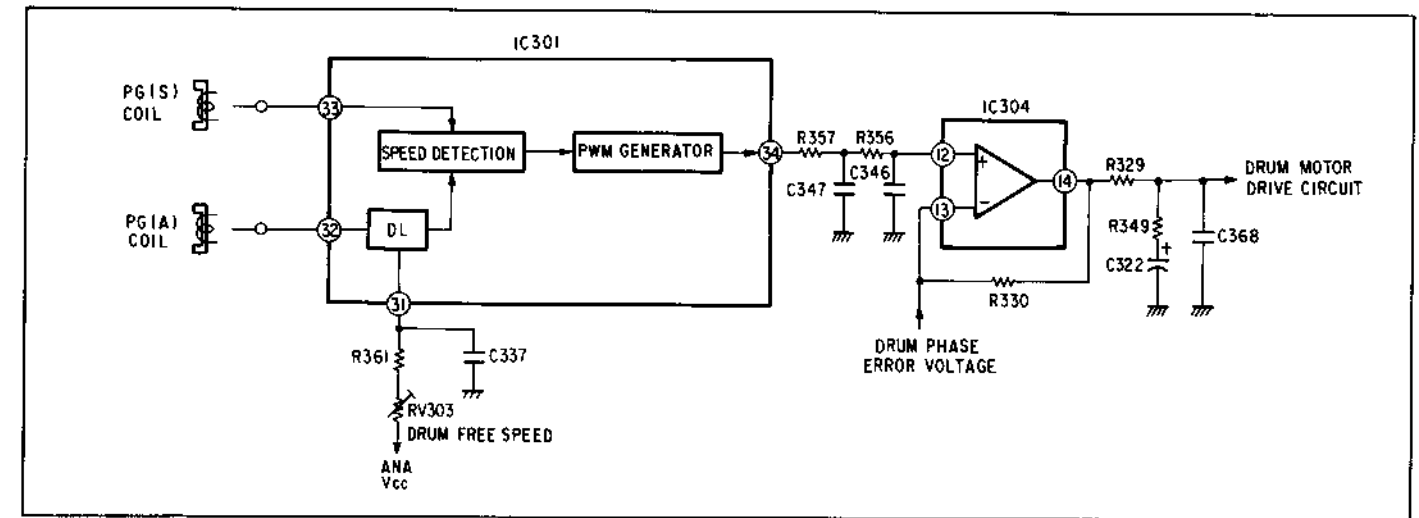 IC301
PG(S)
COIL
33
SPEED DETECTION
PWM GENERATOR
34
R357
R356
C347
C346
IC304
12
+
14
13
−
R329
DRUM MOTOR
DRIVE CIRCUIT
R349
C322
+
C368
PG(A)
COIL
32
DL
31
R330
DRUM PHASE
ERROR VOLTAGE
R361
C337
RV303
DRUM FREE SPEED
ANA
Vcc